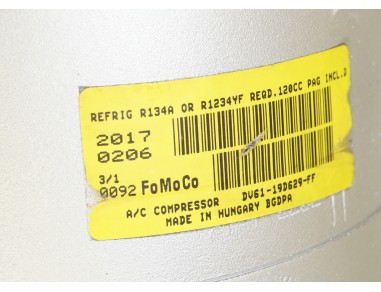 REFRIG R134A OR R1234YF REQD.120CC PAG INCL.D
2017
0206
3/1
0092 FoMoCo
A/C COMPRESSOR DV61-19D629-FF
MADE IN HUNGARY BGDPA